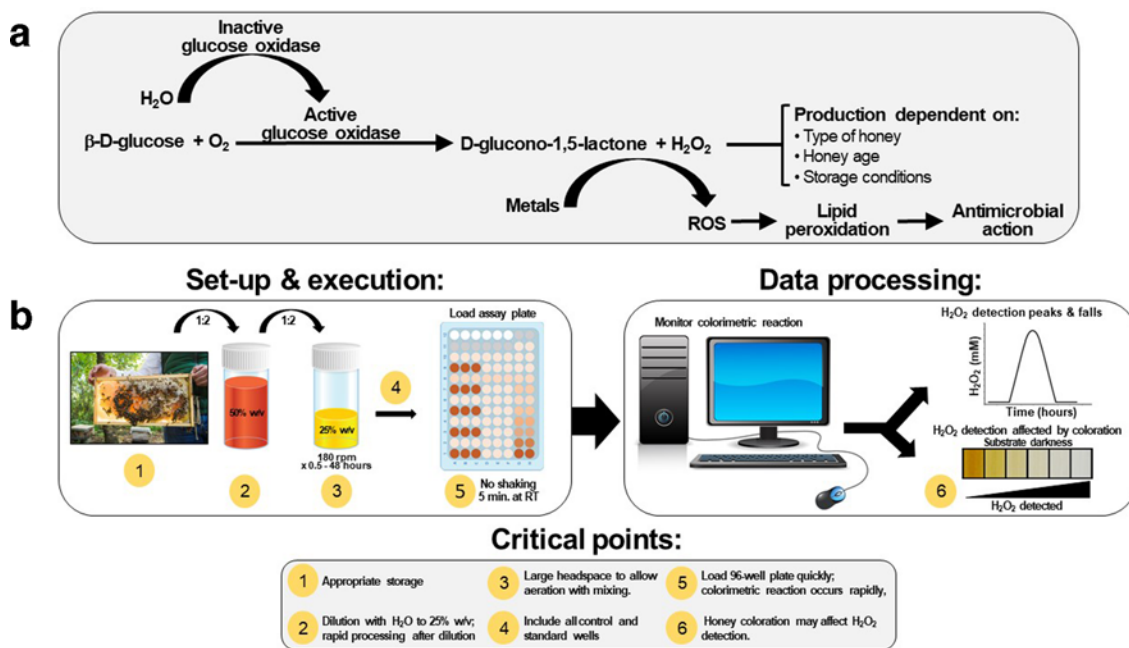 a
Inactive
glucose oxidase
H₂O
Active
glucose oxidase
β-D-glucose + O₂
D-glucono-1,5-lactone + H₂O₂
Production dependent on:
• Type of honey
• Honey age
• Storage conditions
Metals
ROS
Lipid
peroxidation
Antimicrobial
action
Set-up & execution:
Data processing:
b
1:2
1:2
50% w/v
25% w/v
180 rpm
x 0.5 - 48 hours
1
2
3
4
Load assay plate
5
No shaking
5 min. at RT
Monitor colorimetric reaction
H₂O₂ detection peaks & falls
H₂O₂ (mM)
Time (hours)
H₂O₂ detection affected by coloration
Substrate darkness
6
H₂O₂ detected
Critical points:
1
Appropriate storage
2
Dilution with H₂O to 25% w/v;
rapid processing after dilution
3
Large headspace to allow
aeration with mixing.
4
Include all control and
standard wells
5
Load 96-well plate quickly;
colorimetric reaction occurs rapidly,
6
Honey coloration may affect H₂O₂
detection.